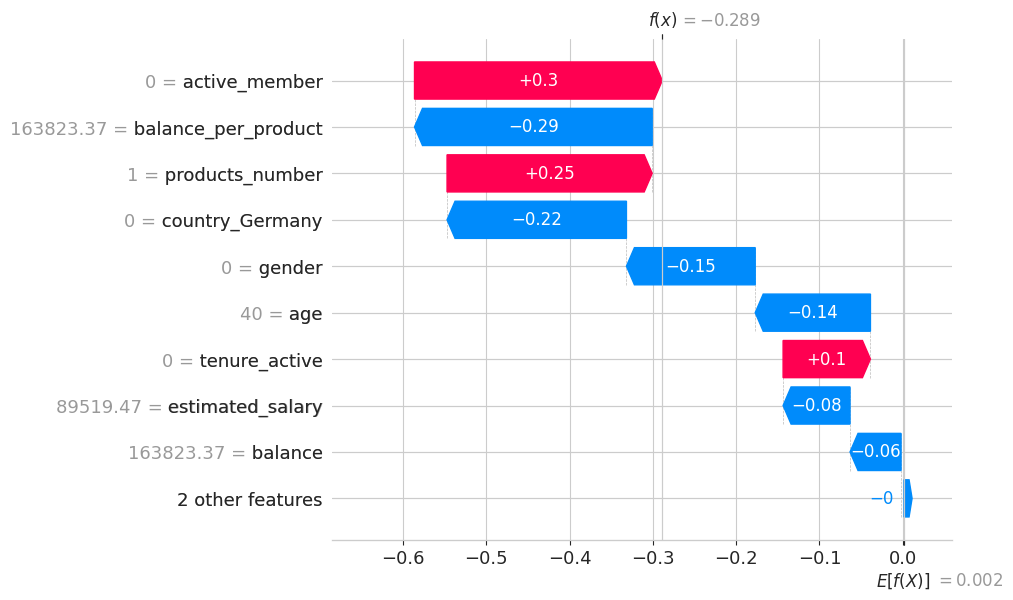 f(x) = −0.289
0 = active_member
+0.3
163823.37 = balance_per_product
−0.29
1 = products_number
+0.25
0 = country_Germany
−0.22
0 = gender
−0.15
40 = age
−0.14
0 = tenure_active
+0.1
89519.47 = estimated_salary
−0.08
163823.37 = balance
−0.06
2 other features
−0
−0.6 −0.5 −0.4 −0.3 −0.2 −0.1 0.0
E[f(X)] = 0.002